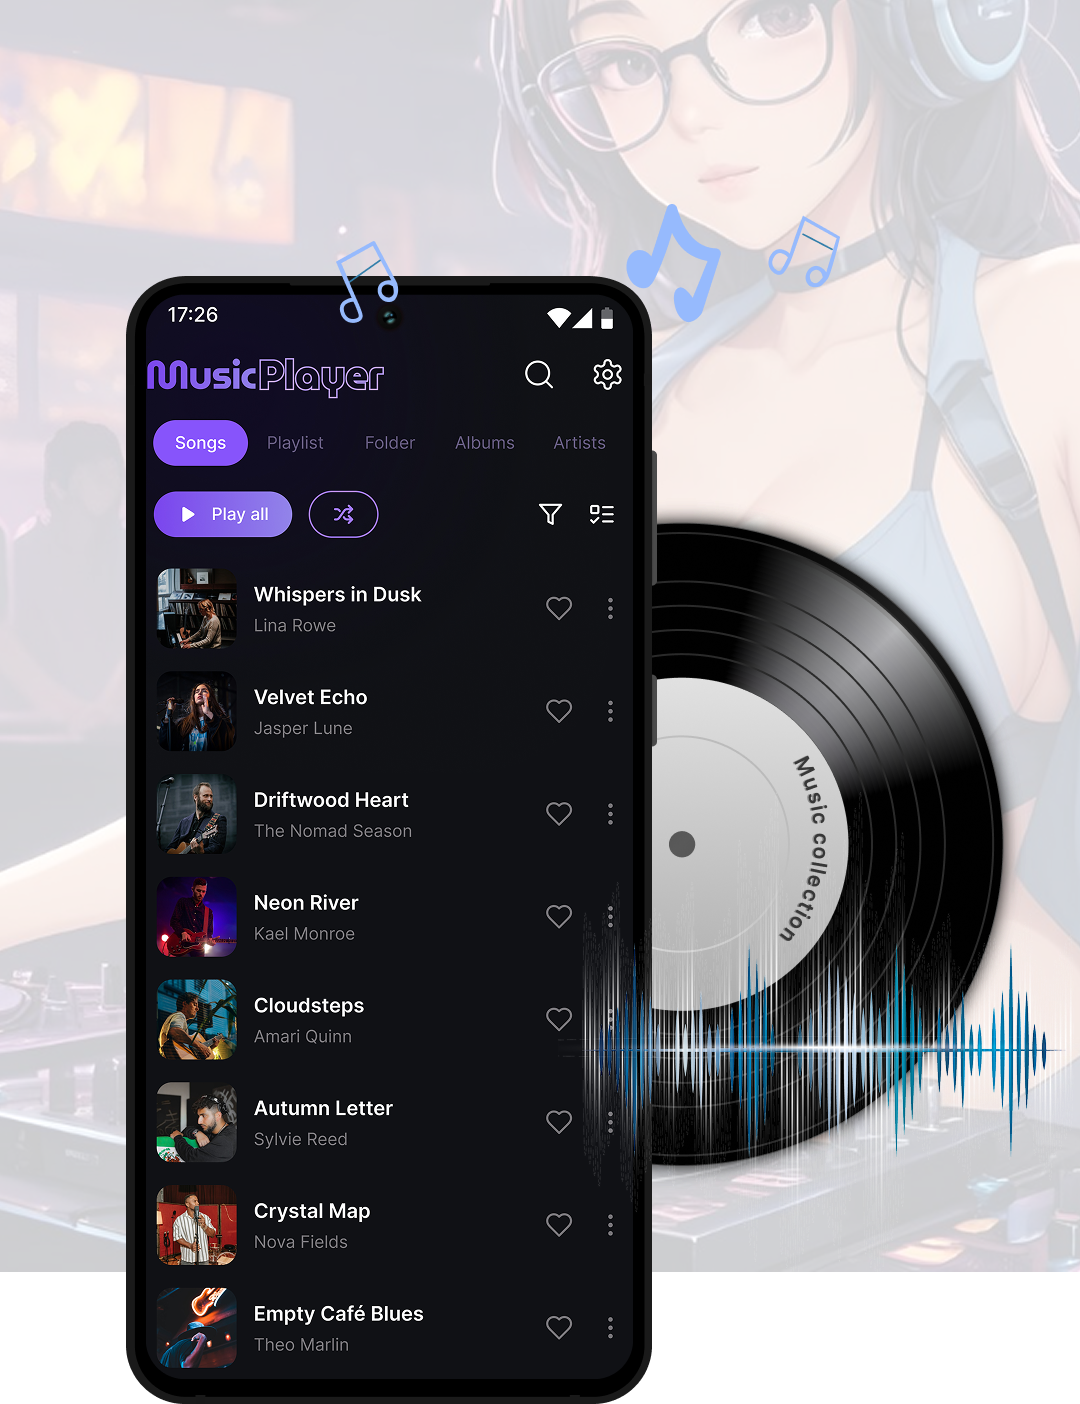 17:26
MusicPlayer
Songs Playlist Folder Albums Artists
Play all
Whispers in Dusk
Lina Rowe
Velvet Echo
Jasper Lune
Driftwood Heart
The Nomad Season
Neon River
Kael Monroe
Cloudsteps
Amari Quinn
Autumn Letter
Sylvie Reed
Crystal Map
Nova Fields
Empty Café Blues
Theo Marlin
Music collection